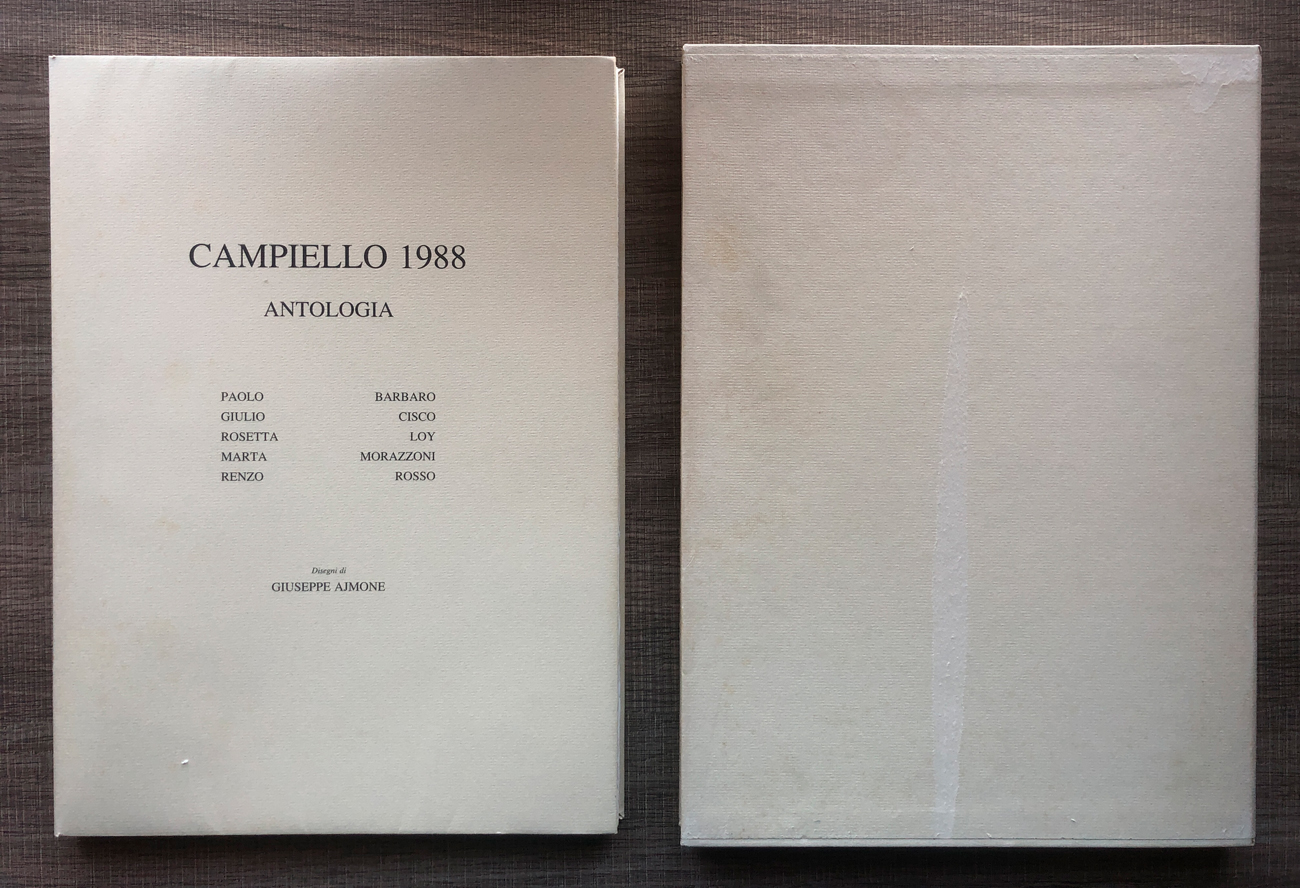 CAMPIELLO 1988
ANTOLOGIA
PAOLO BARBARO
GIULIO CISCO
ROSETTA LOY
MARTA MORAZZONI
RENZO ROSSO
Disegni di
GIUSEPPE AJMONE